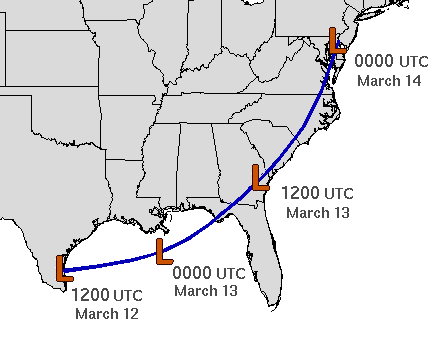 L
0000 UTC
March 14
L
1200 UTC
March 13
L
0000 UTC
March 13
L
1200 UTC
March 12